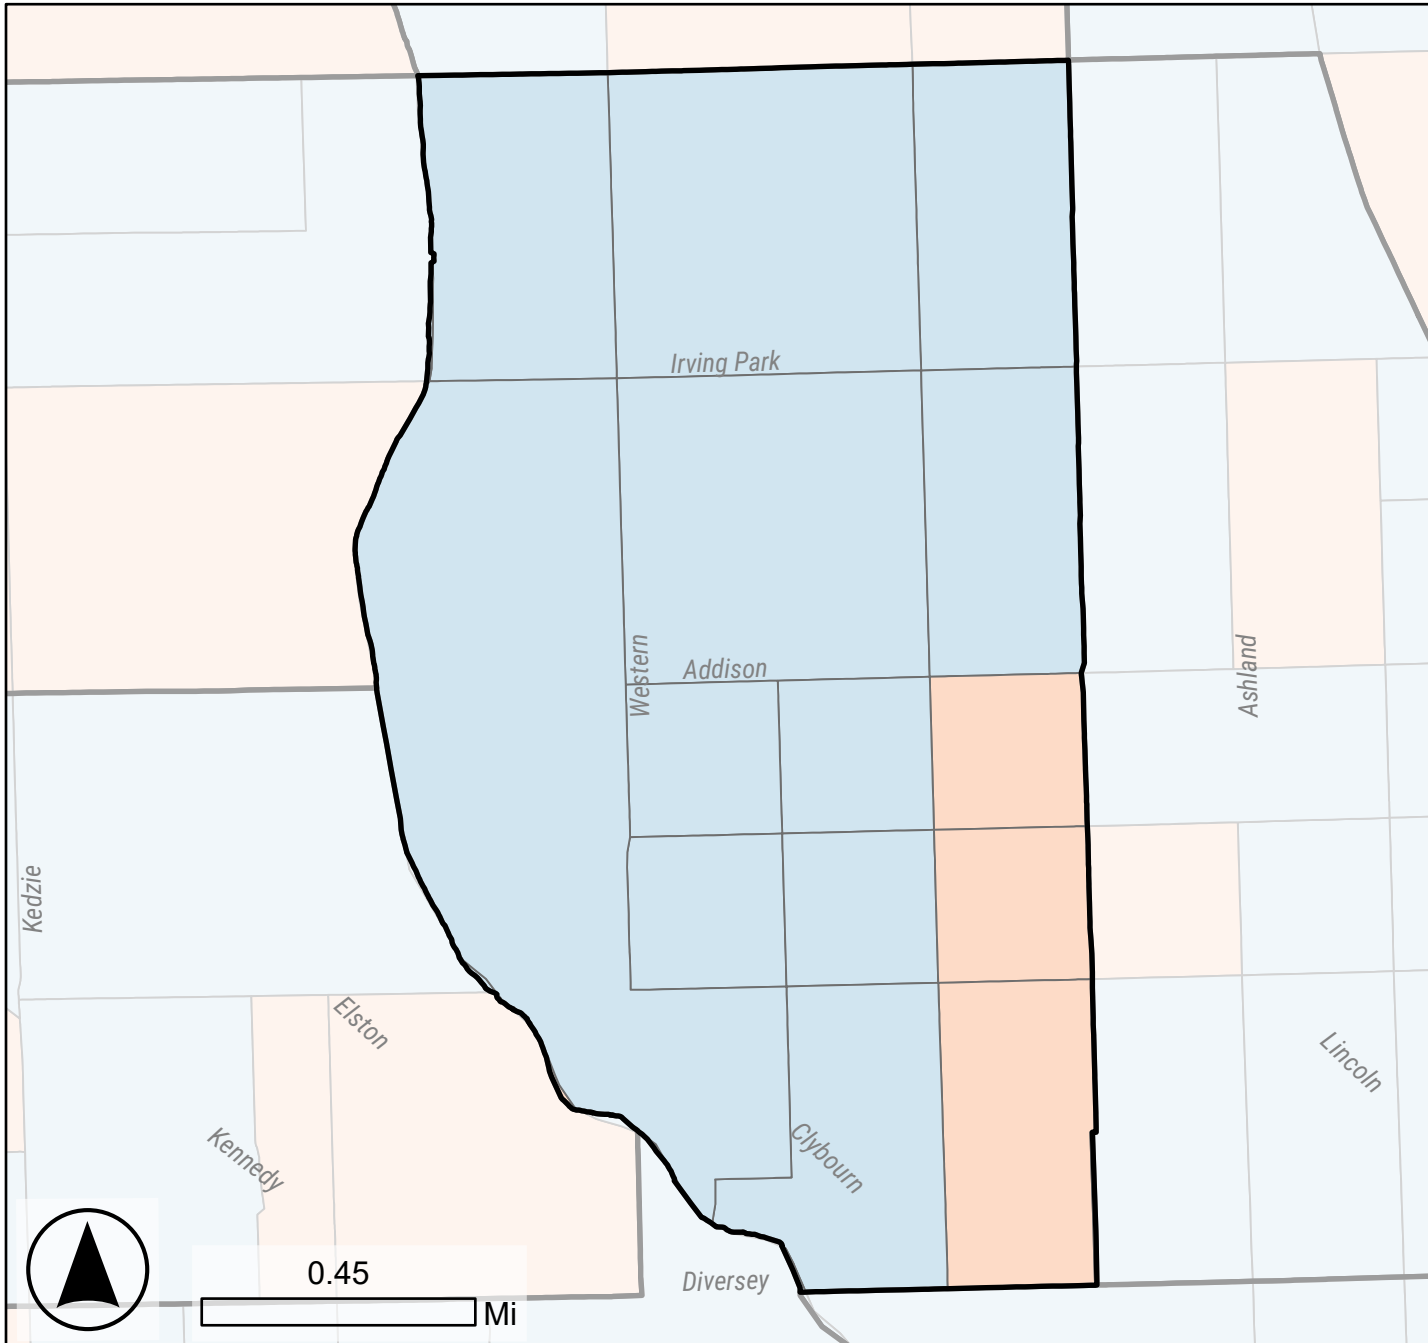 Irving Park
Western
Addison
Ashland
Kedzie
Elston
Lincoln
Kennedy
Clybourn
Diversey
0.45
Mi